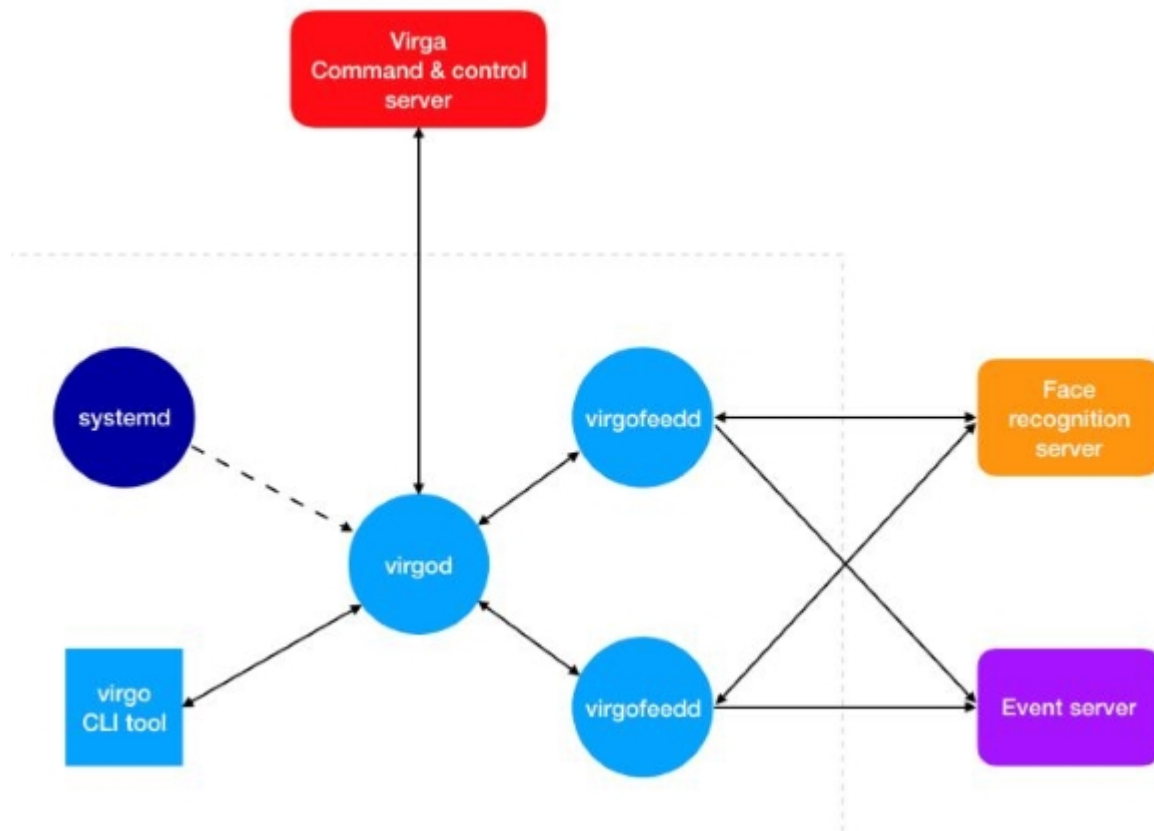 Virga
Command & control
server
systemd
virgofeedd
Face
recognition
server
virgod
virgo
CLI tool
virgofeedd
Event server